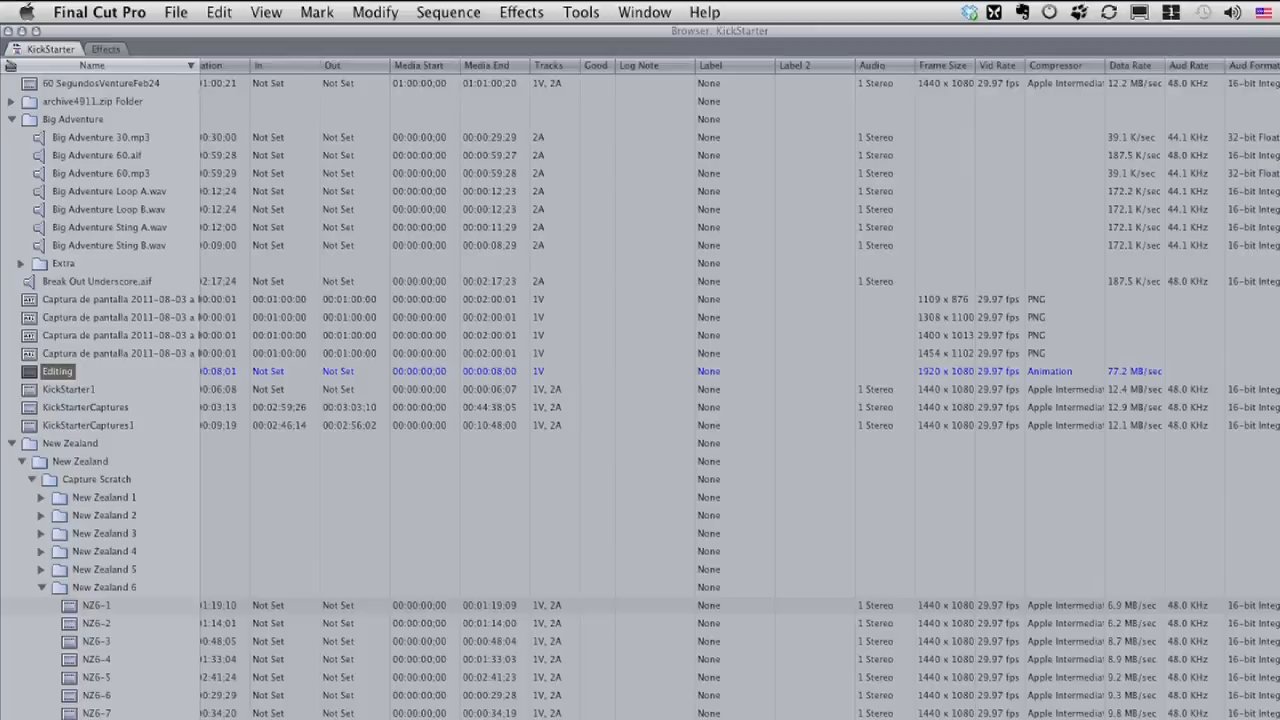 Final Cut Pro File Edit View Mark Modify Sequence Effects Tools Window Help
Browser: KickStarter
KickStarter Effects
Name ation In Out Media Start Media End Tracks Good Log Note Label Label 2 Audio Frame Size Vid Rate Compressor Data Rate Aud Rate Aud Format
60 SegundosVentureFeb24 01:00;21 Not Set Not Set 01:00:00;00 01:01:00;20 1V, 2A None 1 Stereo 1440 x 1080 29.97 fps Apple Intermediat 12.2 MB/sec 48.0 KHz 16-bit Integ
archive4911.zip Folder None
Big Adventure None
Big Adventure 30.mp3 00:30;00 Not Set Not Set 00:00:00;00 00:00:29;29 2A None 1 Stereo 39.1 K/sec 44.1 KHz 32-bit Float
Big Adventure 60.aif 00:59;28 Not Set Not Set 00:00:00;00 00:00:59;27 2A None 1 Stereo 187.5 K/sec 48.0 KHz 16-bit Integ
Big Adventure 60.mp3 00:59;29 Not Set Not Set 00:00:00;00 00:00:59;28 2A None 1 Stereo 39.1 K/sec 44.1 KHz 32-bit Float
Big Adventure Loop A.wav 00:12;24 Not Set Not Set 00:00:00;00 00:00:12;23 2A None 1 Stereo 172.2 K/sec 44.1 KHz 16-bit Integ
Big Adventure Loop B.wav 00:12;24 Not Set Not Set 00:00:00;00 00:00:12;23 2A None 1 Stereo 172.1 K/sec 44.1 KHz 16-bit Integ
Big Adventure Sting A.wav 00:12;00 Not Set Not Set 00:00:00;00 00:00:11;29 2A None 1 Stereo 172.1 K/sec 44.1 KHz 16-bit Integ
Big Adventure Sting B.wav 00:09;00 Not Set Not Set 00:00:00;00 00:00:08;29 2A None 1 Stereo 172.1 K/sec 44.1 KHz 16-bit Integ
Extra None
Break Out Underscore.aif 02:17;24 Not Set Not Set 00:00:00;00 00:02:17;23 2A None 1 Stereo 187.5 K/sec 48.0 KHz 16-bit Integ
Captura de pantalla 2011-08-03 a 00:00;01 00:01:00;00 00:01:00;00 00:00:00;00 00:02:00;01 1V None 1109 x 876 29.97 fps PNG
Captura de pantalla 2011-08-03 a 00:00;01 00:01:00;00 00:01:00;00 00:00:00;00 00:02:00;01 1V None 1308 x 1100 29.97 fps PNG
Captura de pantalla 2011-08-03 a 00:00;01 00:01:00;00 00:01:00;00 00:00:00;00 00:02:00;01 1V None 1400 x 1013 29.97 fps PNG
Captura de pantalla 2011-08-03 a 00:00;01 00:01:00;00 00:01:00;00 00:00:00;00 00:02:00;01 1V None 1454 x 1102 29.97 fps PNG
Editing 00:08;01 Not Set Not Set 00:00:00;00 00:00:08;00 1V None 1920 x 1080 29.97 fps Animation 77.2 MB/sec
KickStarter1 00:06;08 Not Set Not Set 00:00:00;00 00:00:06;07 1V, 2A None 1 Stereo 1440 x 1080 29.97 fps Apple Intermediat 12.4 MB/sec 48.0 KHz 16-bit Integ
KickStarterCaptures 00:03;13 00:02:59;26 00:03:03;10 00:00:00;00 00:44:38;05 1V, 2A None 1 Stereo 1440 x 1080 29.97 fps Apple Intermediat 12.9 MB/sec 48.0 KHz 16-bit Integ
KickStarterCaptures1 00:09;19 00:02:46;14 00:02:56;02 00:00:00;00 00:10:48;00 1V, 2A None 1 Stereo 1440 x 1080 29.97 fps Apple Intermediat 12.1 MB/sec 48.0 KHz 16-bit Integ
New Zealand None
New Zealand None
Capture Scratch None
New Zealand 1 None
New Zealand 2 None
New Zealand 3 None
New Zealand 4 None
New Zealand 5 None
New Zealand 6 None
NZ6-1 01:19;10 Not Set Not Set 00:00:00;00 00:01:19;09 1V, 2A None 1 Stereo 1440 x 1080 29.97 fps Apple Intermediat 6.9 MB/sec 48.0 KHz 16-bit Integ
NZ6-2 01:14;01 Not Set Not Set 00:00:00;00 00:01:14;00 1V, 2A None 1 Stereo 1440 x 1080 29.97 fps Apple Intermediat 6.2 MB/sec 48.0 KHz 16-bit Integ
NZ6-3 00:48;05 Not Set Not Set 00:00:00;00 00:00:48;04 1V, 2A None 1 Stereo 1440 x 1080 29.97 fps Apple Intermediat 8.7 MB/sec 48.0 KHz 16-bit Integ
NZ6-4 01:33;04 Not Set Not Set 00:00:00;00 00:01:33;03 1V, 2A None 1 Stereo 1440 x 1080 29.97 fps Apple Intermediat 8.9 MB/sec 48.0 KHz 16-bit Integ
NZ6-5 02:41;24 Not Set Not Set 00:00:00;00 00:02:41;23 1V, 2A None 1 Stereo 1440 x 1080 29.97 fps Apple Intermediat 9.2 MB/sec 48.0 KHz 16-bit Integ
NZ6-6 00:29;29 Not Set Not Set 00:00:00;00 00:00:29;28 1V, 2A None 1 Stereo 1440 x 1080 29.97 fps Apple Intermediat 9.3 MB/sec 48.0 KHz 16-bit Integ
NZ6-7 00:34;20 Not Set Not Set 00:00:00;00 00:00:34;19 1V, 2A None 1 Stereo 1440 x 1080 29.97 fps Apple Intermediat 9.8 MB/sec 48.0 KHz 16-bit Integ